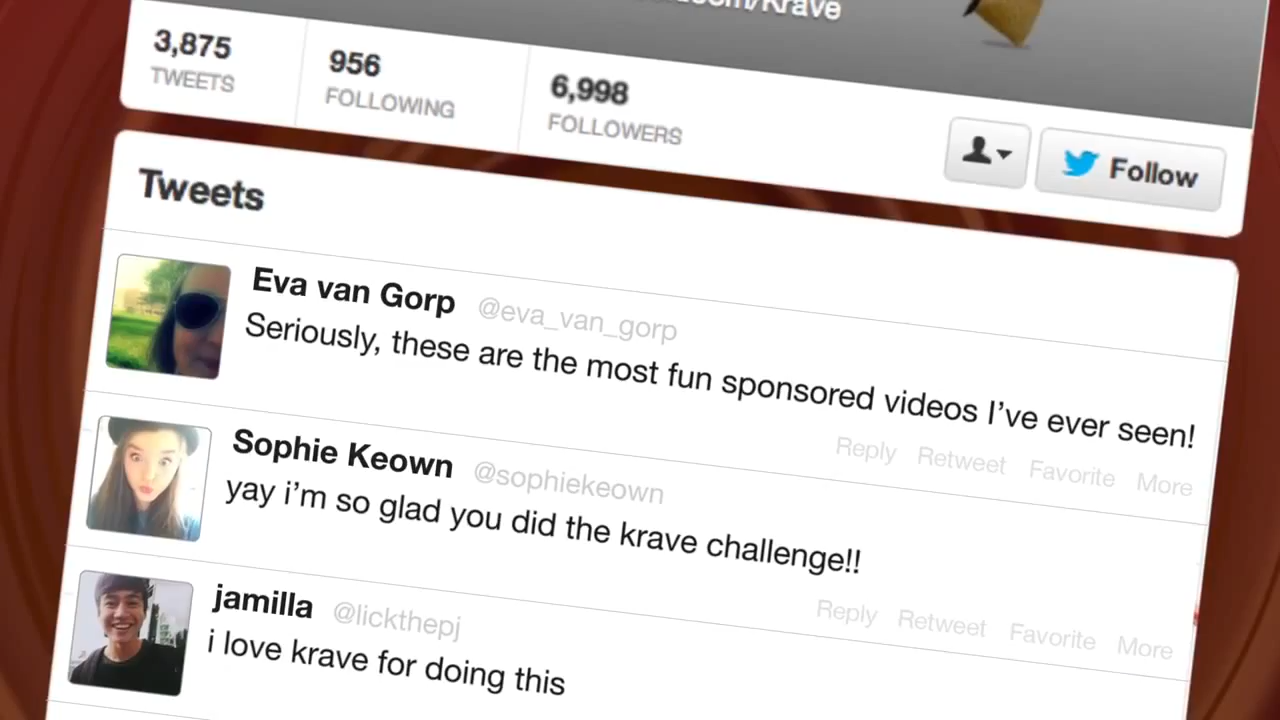 /Krave
3,875
TWEETS
956
FOLLOWING
6,998
FOLLOWERS
Follow
Tweets
Eva van Gorp @eva_van_gorp
Seriously, these are the most fun sponsored videos I’ve ever seen!
Reply Retweet Favorite More
Sophie Keown @sophiekeown
yay i’m so glad you did the krave challenge!!
Reply Retweet Favorite More
jamilla @lickthepj
i love krave for doing this